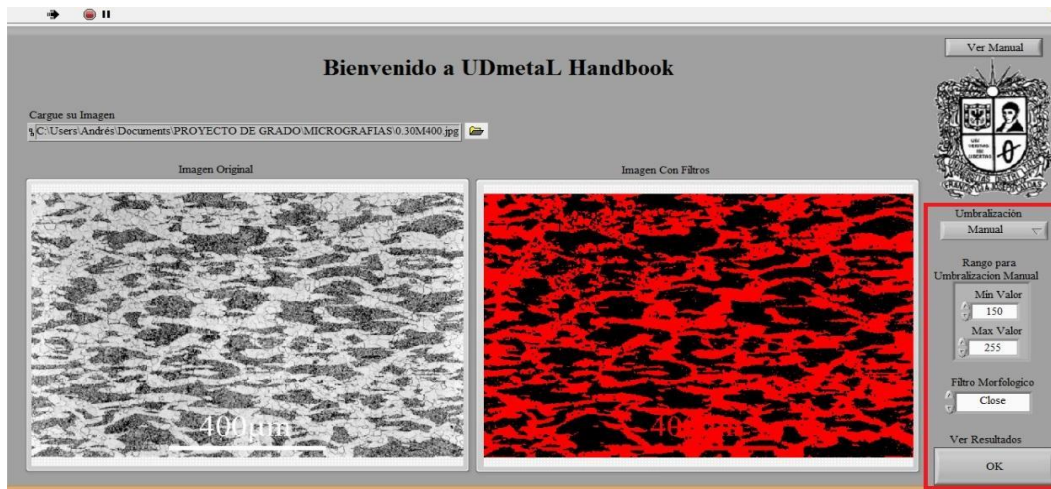 Ver Manual
Bienvenido a UDmetaL Handbook
Cargue su Imagen
C:\Users\Andrés\Documents\PROYECTO DE GRADO\MICROGRAFIAS\0.30M400.jpg
Imagen Original
Imagen Con Filtros
400µm
400
Umbralización
Manual
Rango para
Umbralizacion Manual
Min Valor
150
Max Valor
255
Filtro Morfologico
Close
Ver Resultados
OK